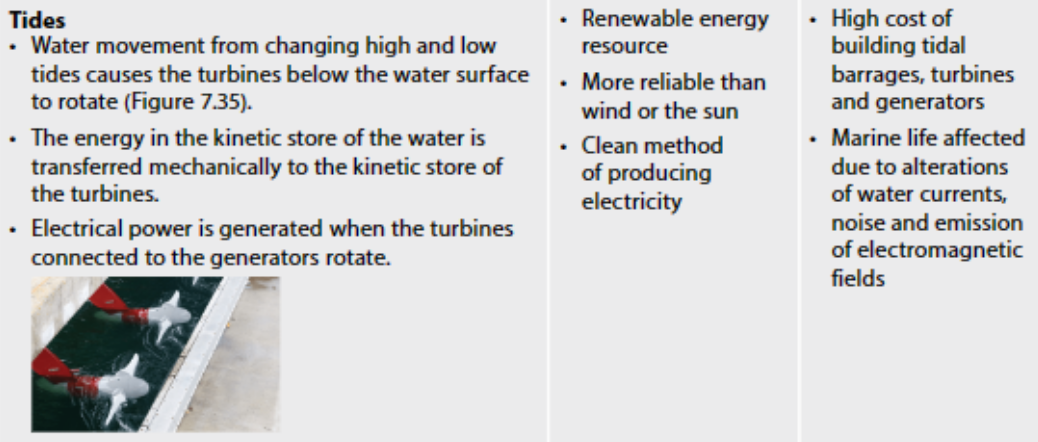 Tides
• Water movement from changing high and low
tides causes the turbines below the water surface
to rotate (Figure 7.35).
• The energy in the kinetic store of the water is
transferred mechanically to the kinetic store of
the turbines.
• Electrical power is generated when the turbines
connected to the generators rotate.
• Renewable energy
resource
• More reliable than
wind or the sun
• Clean method
of producing
electricity
• High cost of
building tidal
barrages, turbines
and generators
• Marine life affected
due to alterations
of water currents,
noise and emission
of electromagnetic
fields